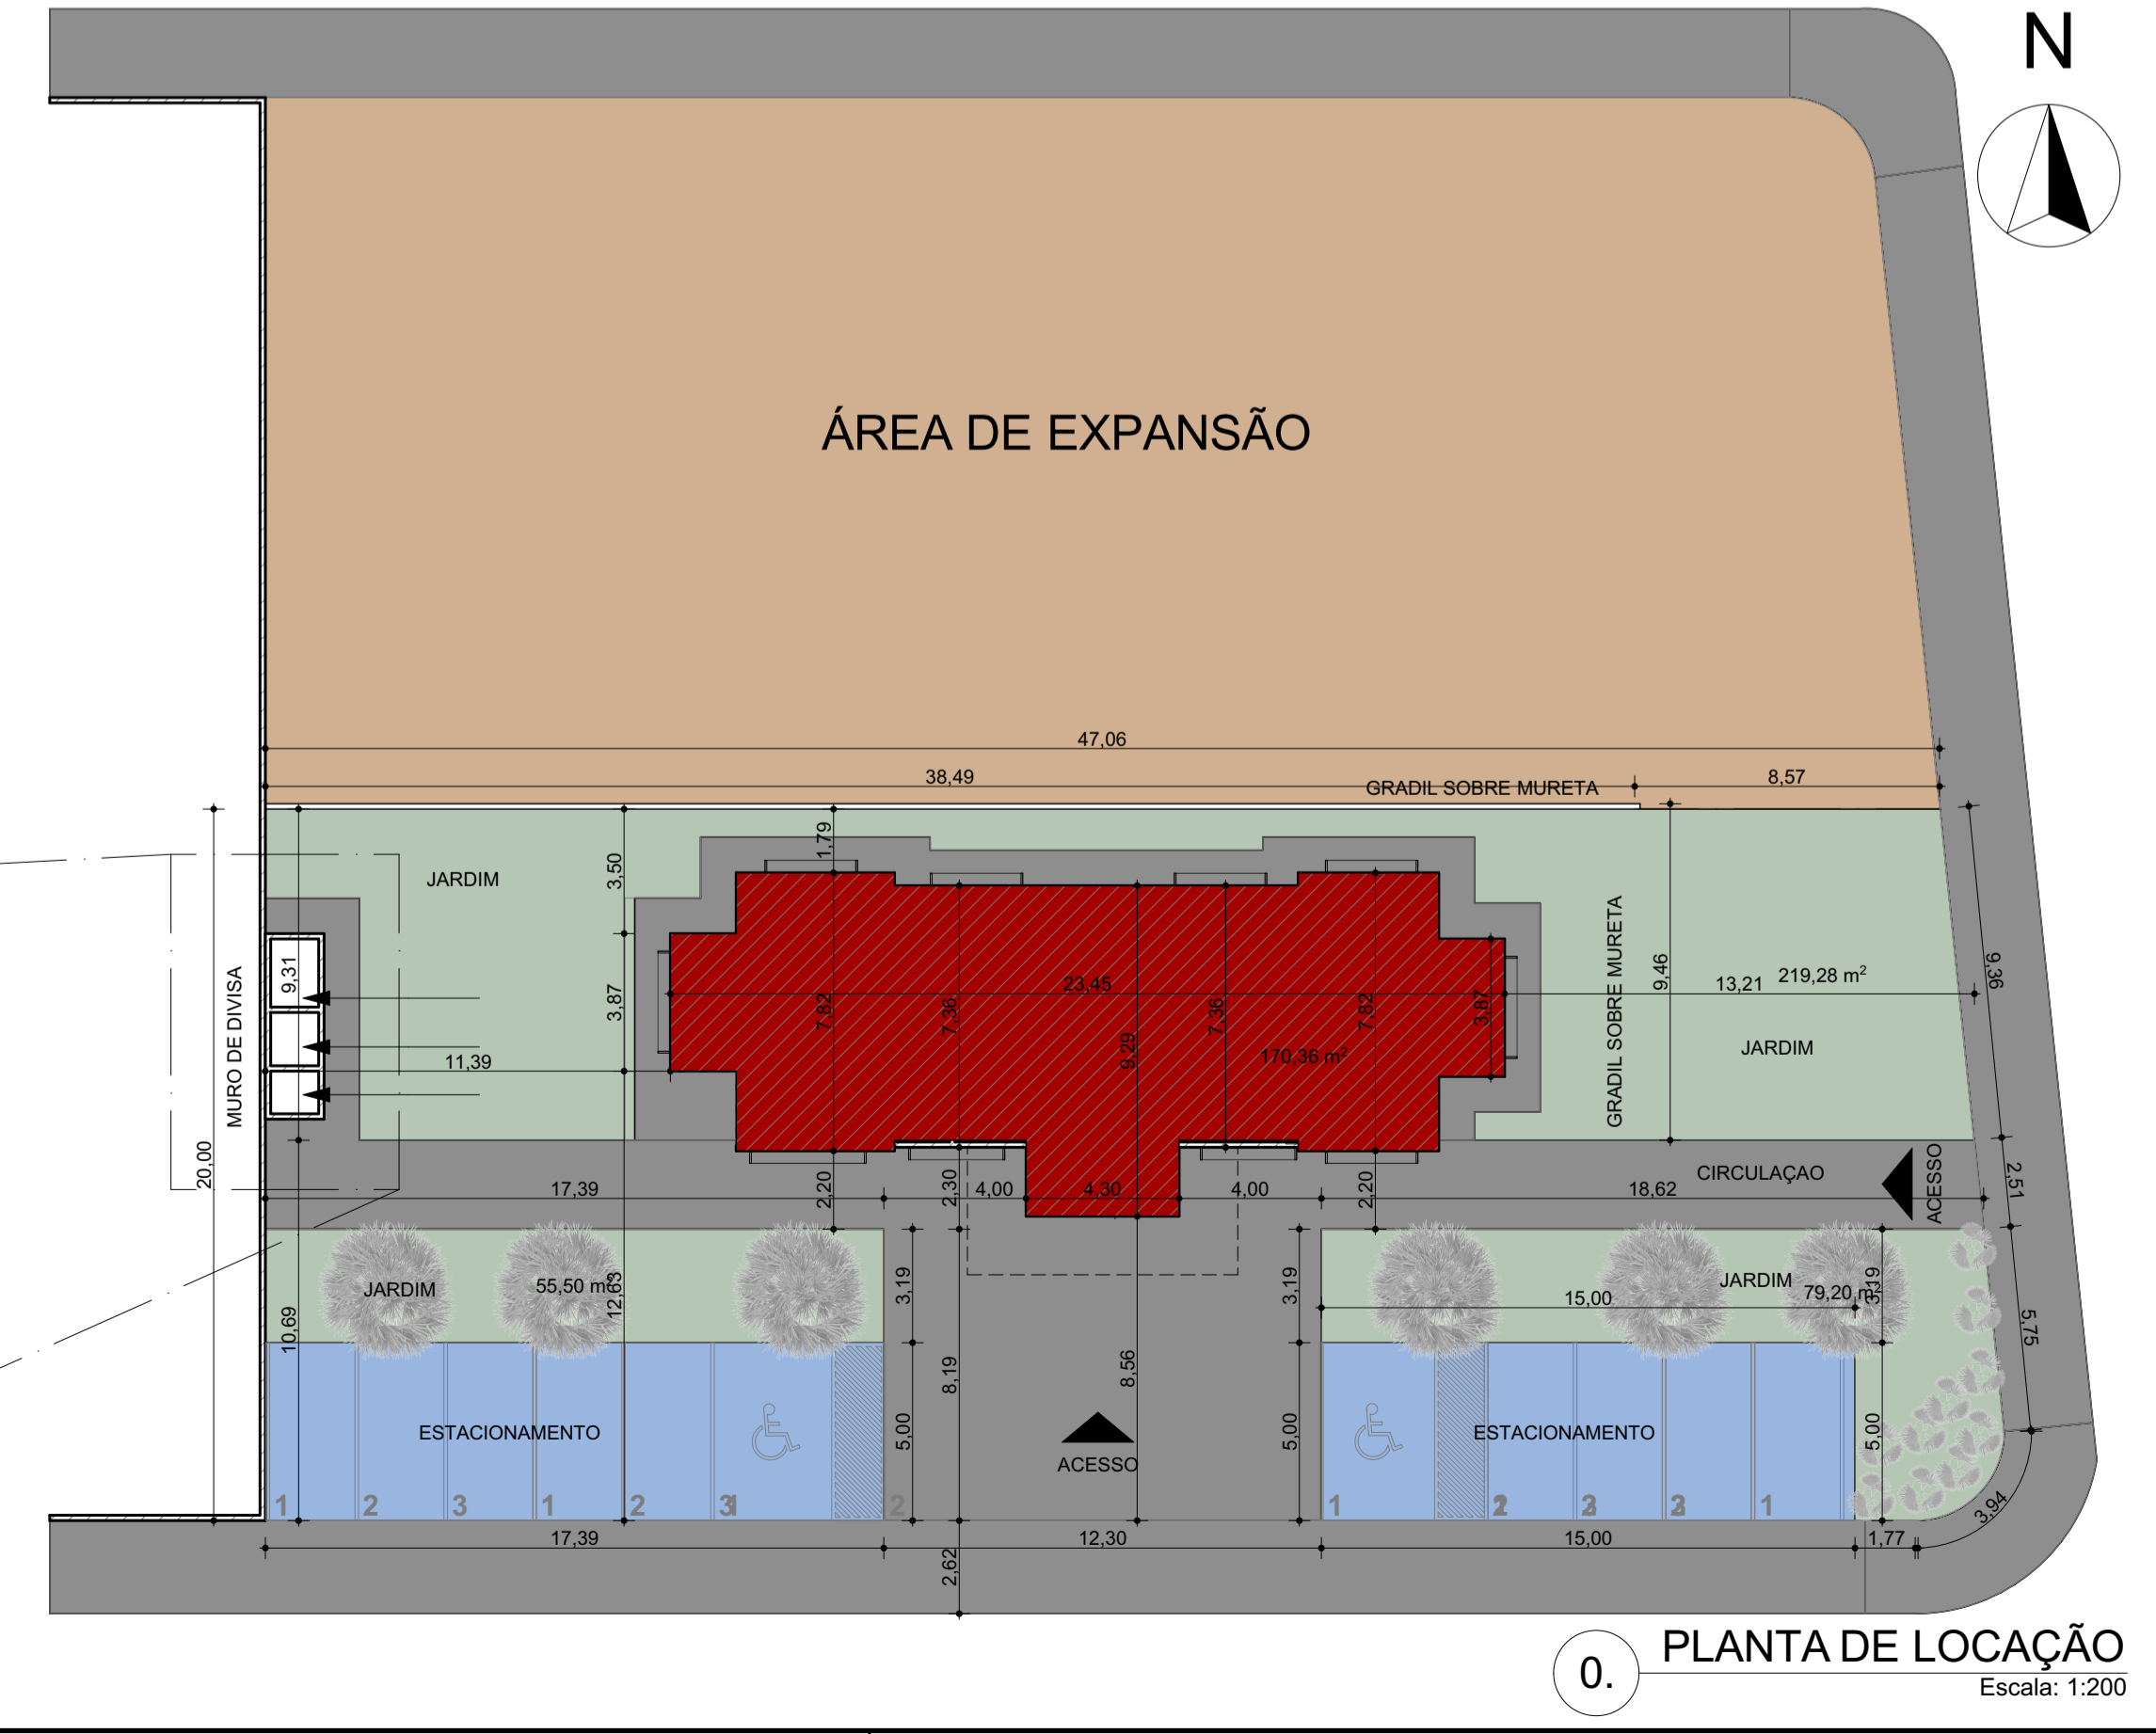 N
ÁREA DE EXPANSÃO
47,06
38,49
GRADIL SOBRE MURETA
8,57
1,79
3,50
JARDIM
MURO DE DIVISA
9,31
3,87
11,39
20,00
7,82
7,36
23,45
9,29
7,36
170,36 m²
7,82
3,87
GRADIL SOBRE MURETA
9,46
13,21
219,28 m²
9,36
JARDIM
CIRCULAÇAO
ACESSO
2,51
17,39
2,20
2,30
4,00
4,30
4,00
2,20
18,62
JARDIM
55,50 m²
12,63
10,69
3,19
3,19
15,00
JARDIM
79,20 m²
3,19
5,75
8,19
8,56
ESTACIONAMENTO
5,00
ACESSO
5,00
ESTACIONAMENTO
5,00
1 2 3 1 2 2
1 1
3,94
17,39
12,30
15,00
1,77
2,62
0.
PLANTA DE LOCAÇÃO
Escala: 1:200